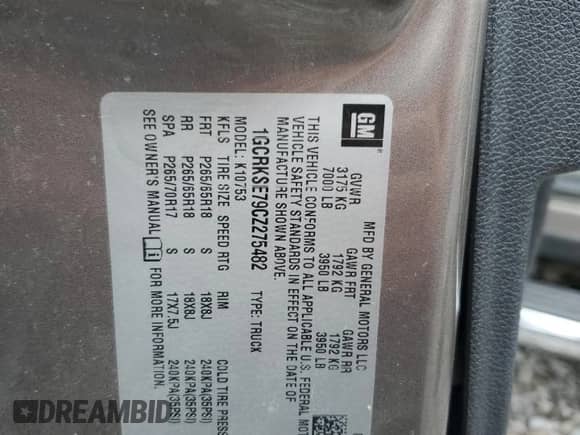 GM
MFD BY GENERAL MOTORS LLC
GVWR GAWR FRT GAWR RR
3175 KG 1792 KG 1792 KG
7000 LB 3950 LB 3950 LB
THIS VEHICLE CONFORMS TO ALL APPLICABLE U.S. FEDERAL MOTOR
VEHICLE SAFETY STANDARDS IN EFFECT ON THE DATE OF
MANUFACTURE SHOWN ABOVE.
1GCRKSE79CZ275482 TYPE: TRUCK
MODEL: K10753
KFLS TIRE SIZE SPEED RTG RIM COLD TIRE PRESS
FRT P265/65R18 S 18X8J 240KPA(35PSI)
RR P265/65R18 S 18X8J 240KPA(35PSI)
SPA P265/70R17 S 17X7.5J 240KPA(35PSI)
SEE OWNER'S MANUAL FOR MORE INFORMATION.
DREAMBID